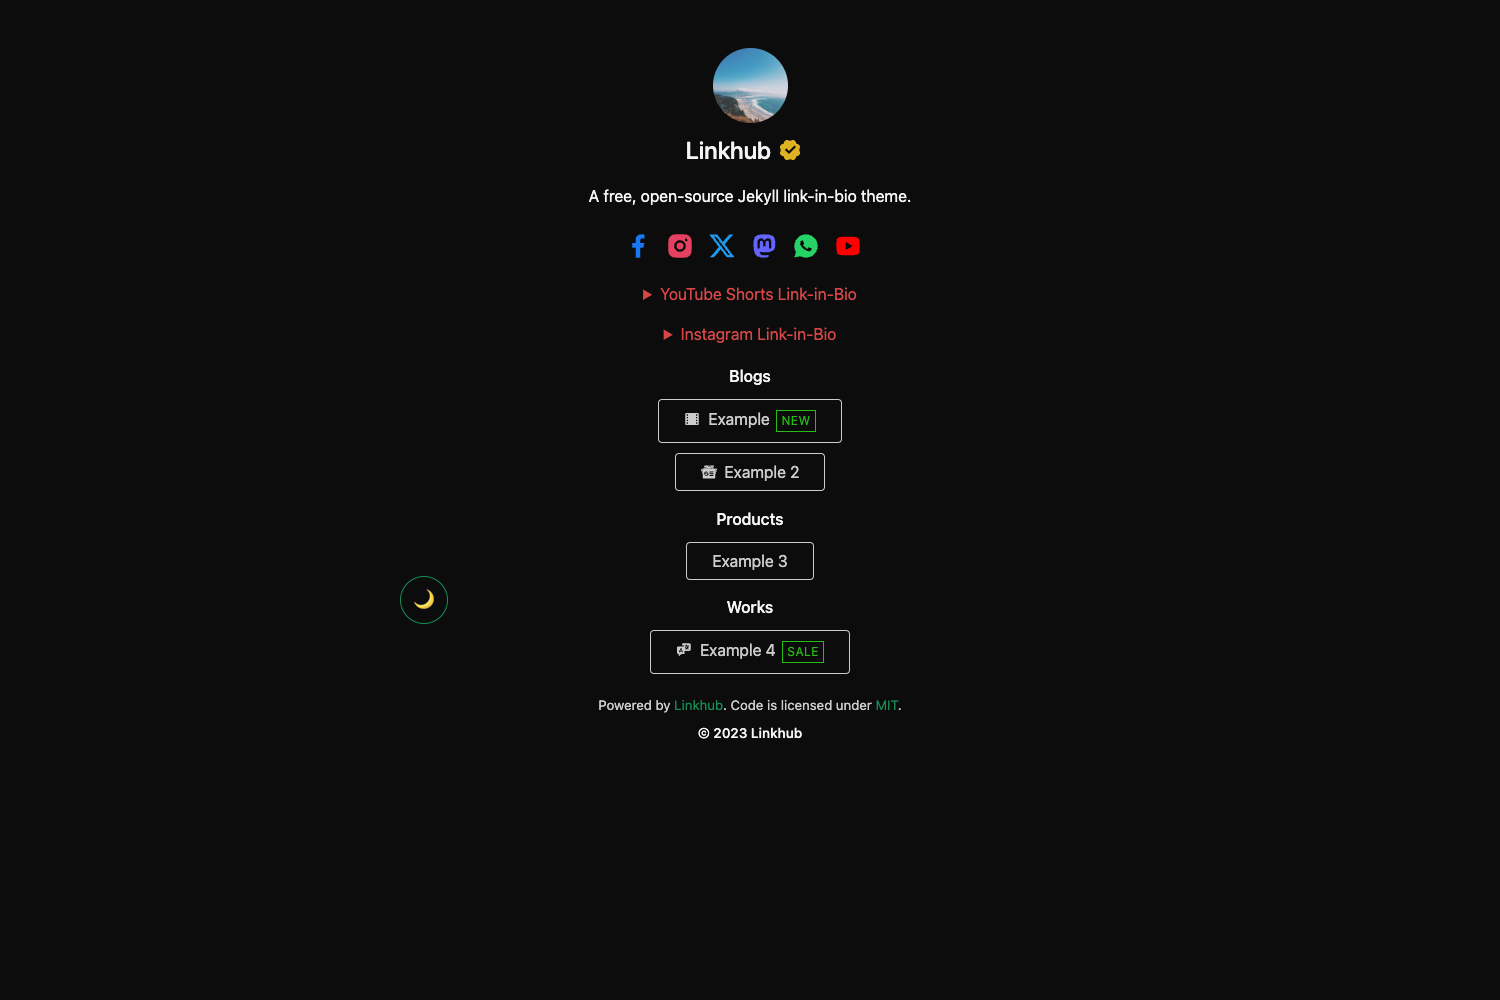 Linkhub
A free, open-source Jekyll link-in-bio theme.
YouTube Shorts Link-in-Bio
Instagram Link-in-Bio
Blogs
Example NEW
Example 2
Products
Example 3
Works
Example 4 SALE
Powered by Linkhub. Code is licensed under MIT.
© 2023 Linkhub